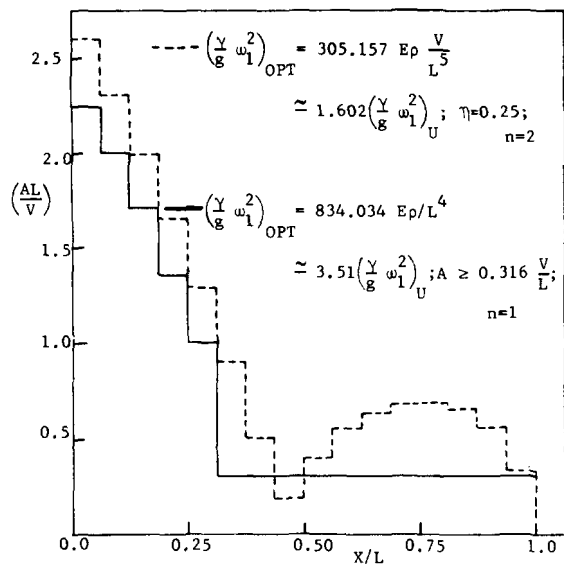 2.5
--- (γ/g ω₁²)OPT = 305.157 Eρ V/L⁵
≃ 1.602(γ/g ω₁²)U; η=0.25;
n=2
2.0
(AL/V)
(γ/g ω₁²)OPT = 834.034 Eρ/L⁴
1.5
≃ 3.51(γ/g ω₁²)U;A ≥ 0.316 V/L;
n=1
1.0
0.5
0.0 0.25 0.50 0.75 1.0
X/L